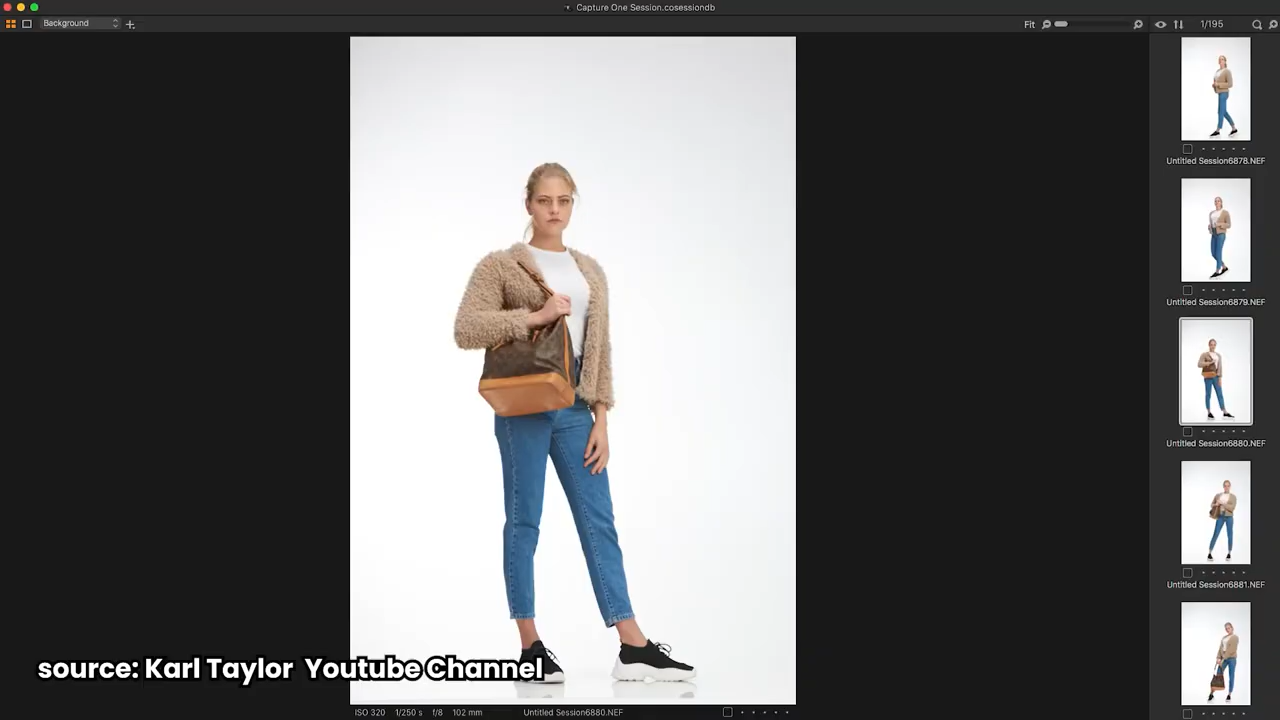 Capture One Session.cosessiondb
Background
Fit
1/195
Untitled Session6878.NEF
Untitled Session6879.NEF
Untitled Session6880.NEF
Untitled Session6881.NEF
source: Karl Taylor  Youtube Channel
ISO 320 1/250 s f/8 102 mm Untitled Session6880.NEF